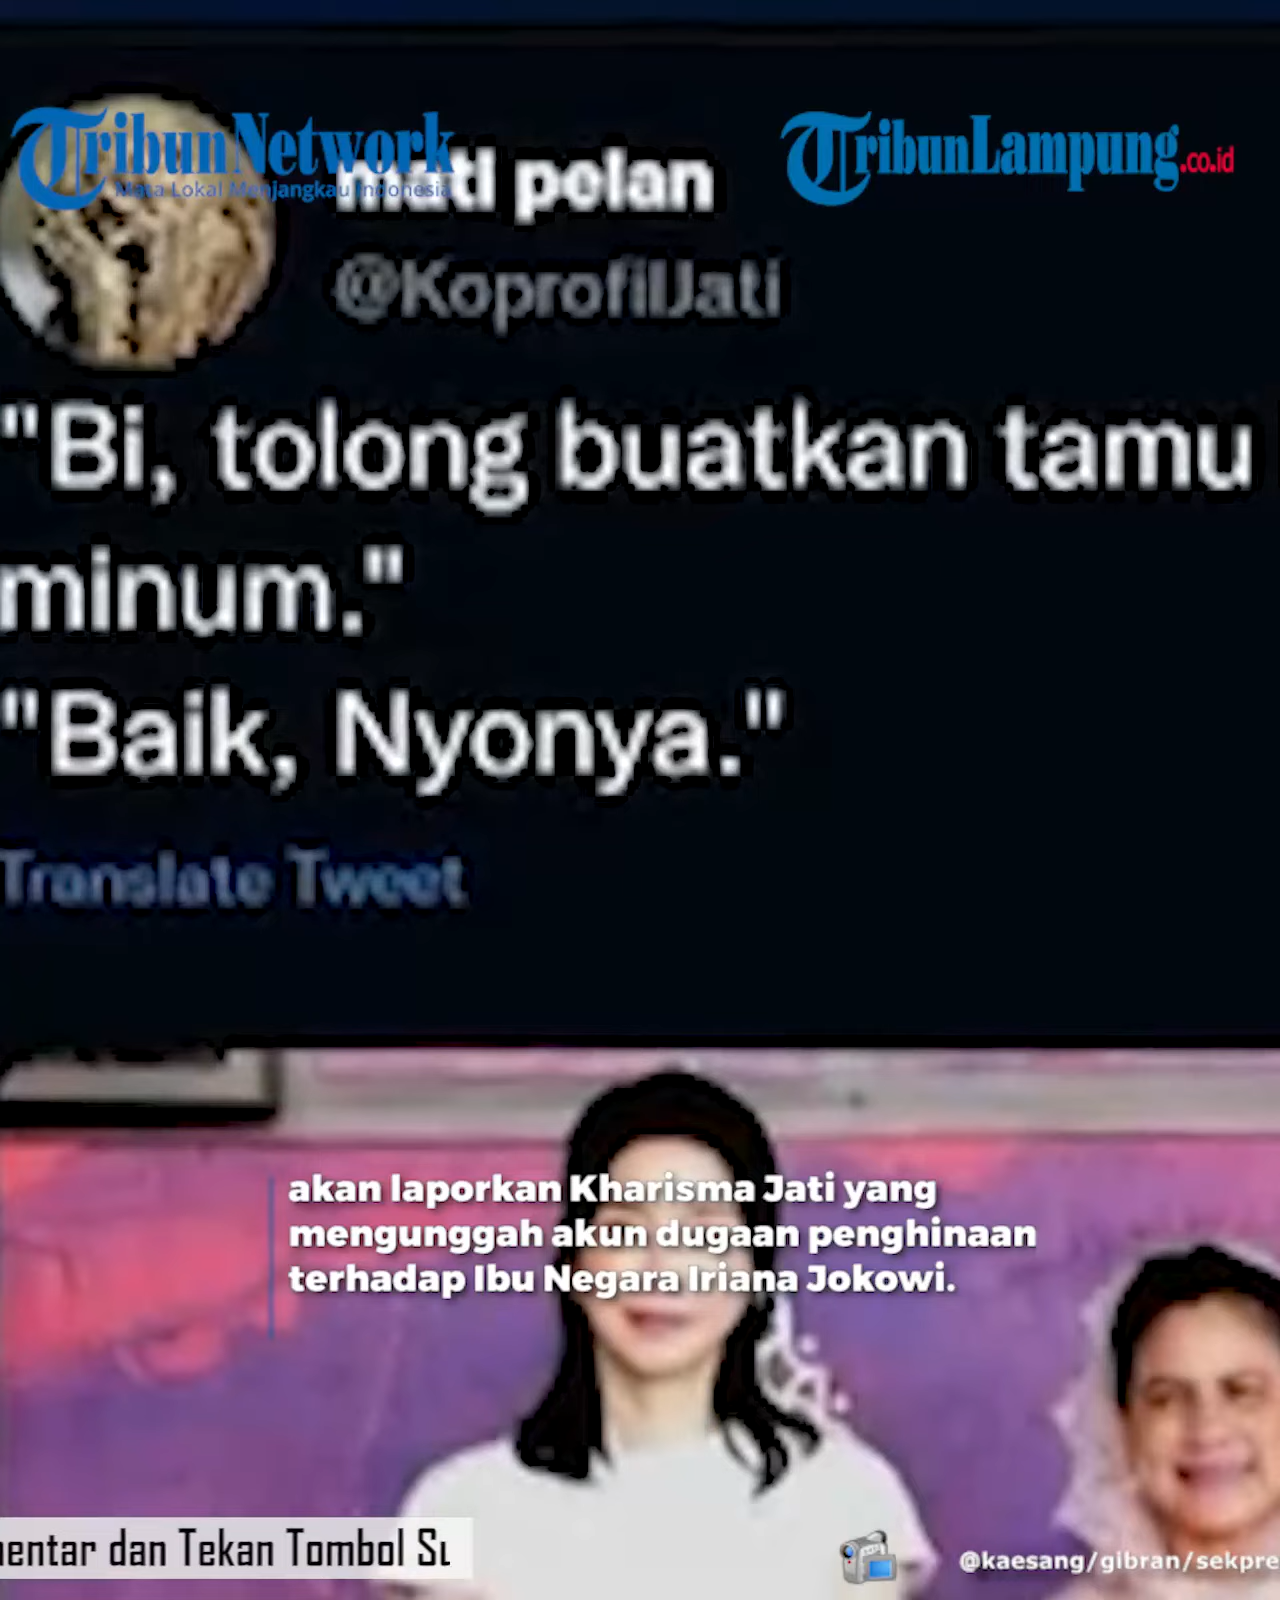 TribunNetwork
Mata Lokal Menjangkau Indonesia
TribunLampung.co.id
mati pelan
@KoprofilJati
"Bi, tolong buatkan tamu
minum."
"Baik, Nyonya."
Translate Tweet
akan laporkan Kharisma Jati yang
mengunggah akun dugaan penghinaan
terhadap Ibu Negara Iriana Jokowi.
entar dan Tekan Tombol Su
@kaesang/gibran/sekpre